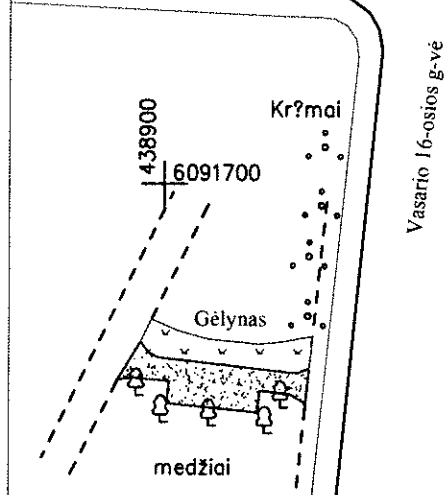 Vasario 16-osios g-vė
Kr?mai
438900
6091700
Gėlynas
medžiai